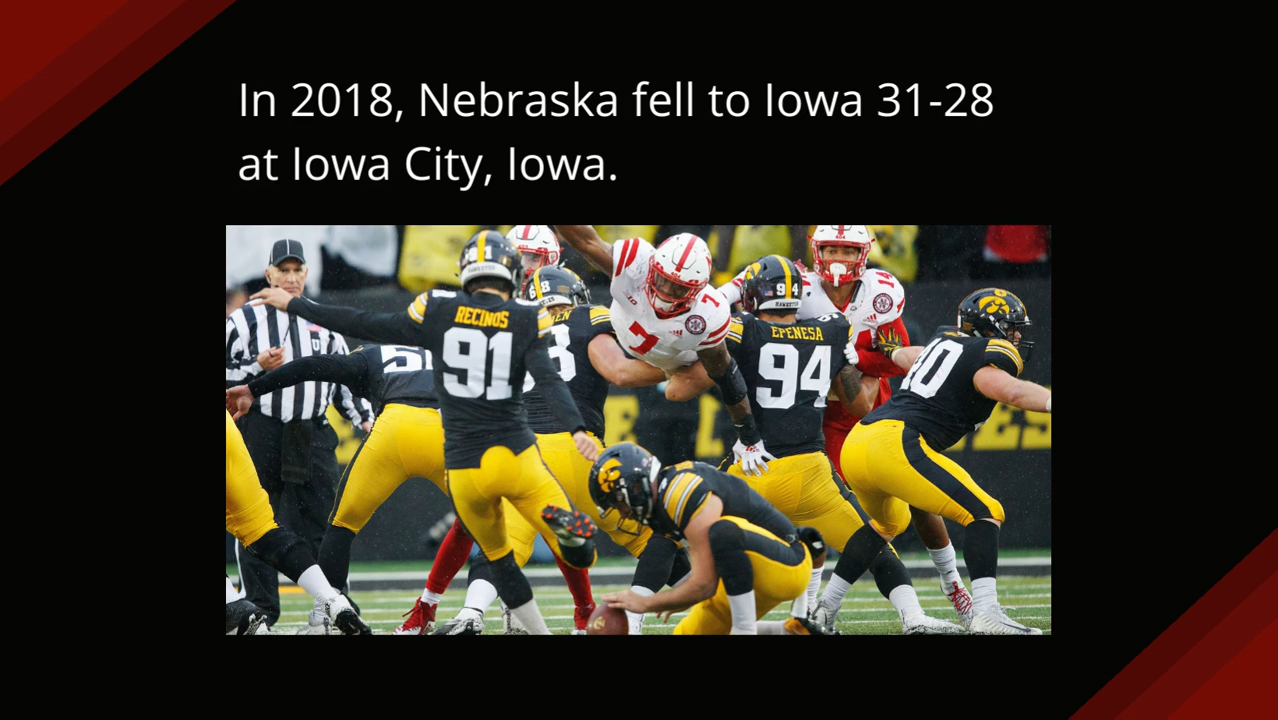 In 2018, Nebraska fell to Iowa 31-28
at Iowa City, Iowa.
RECINOS
91
EPENESA
94
7